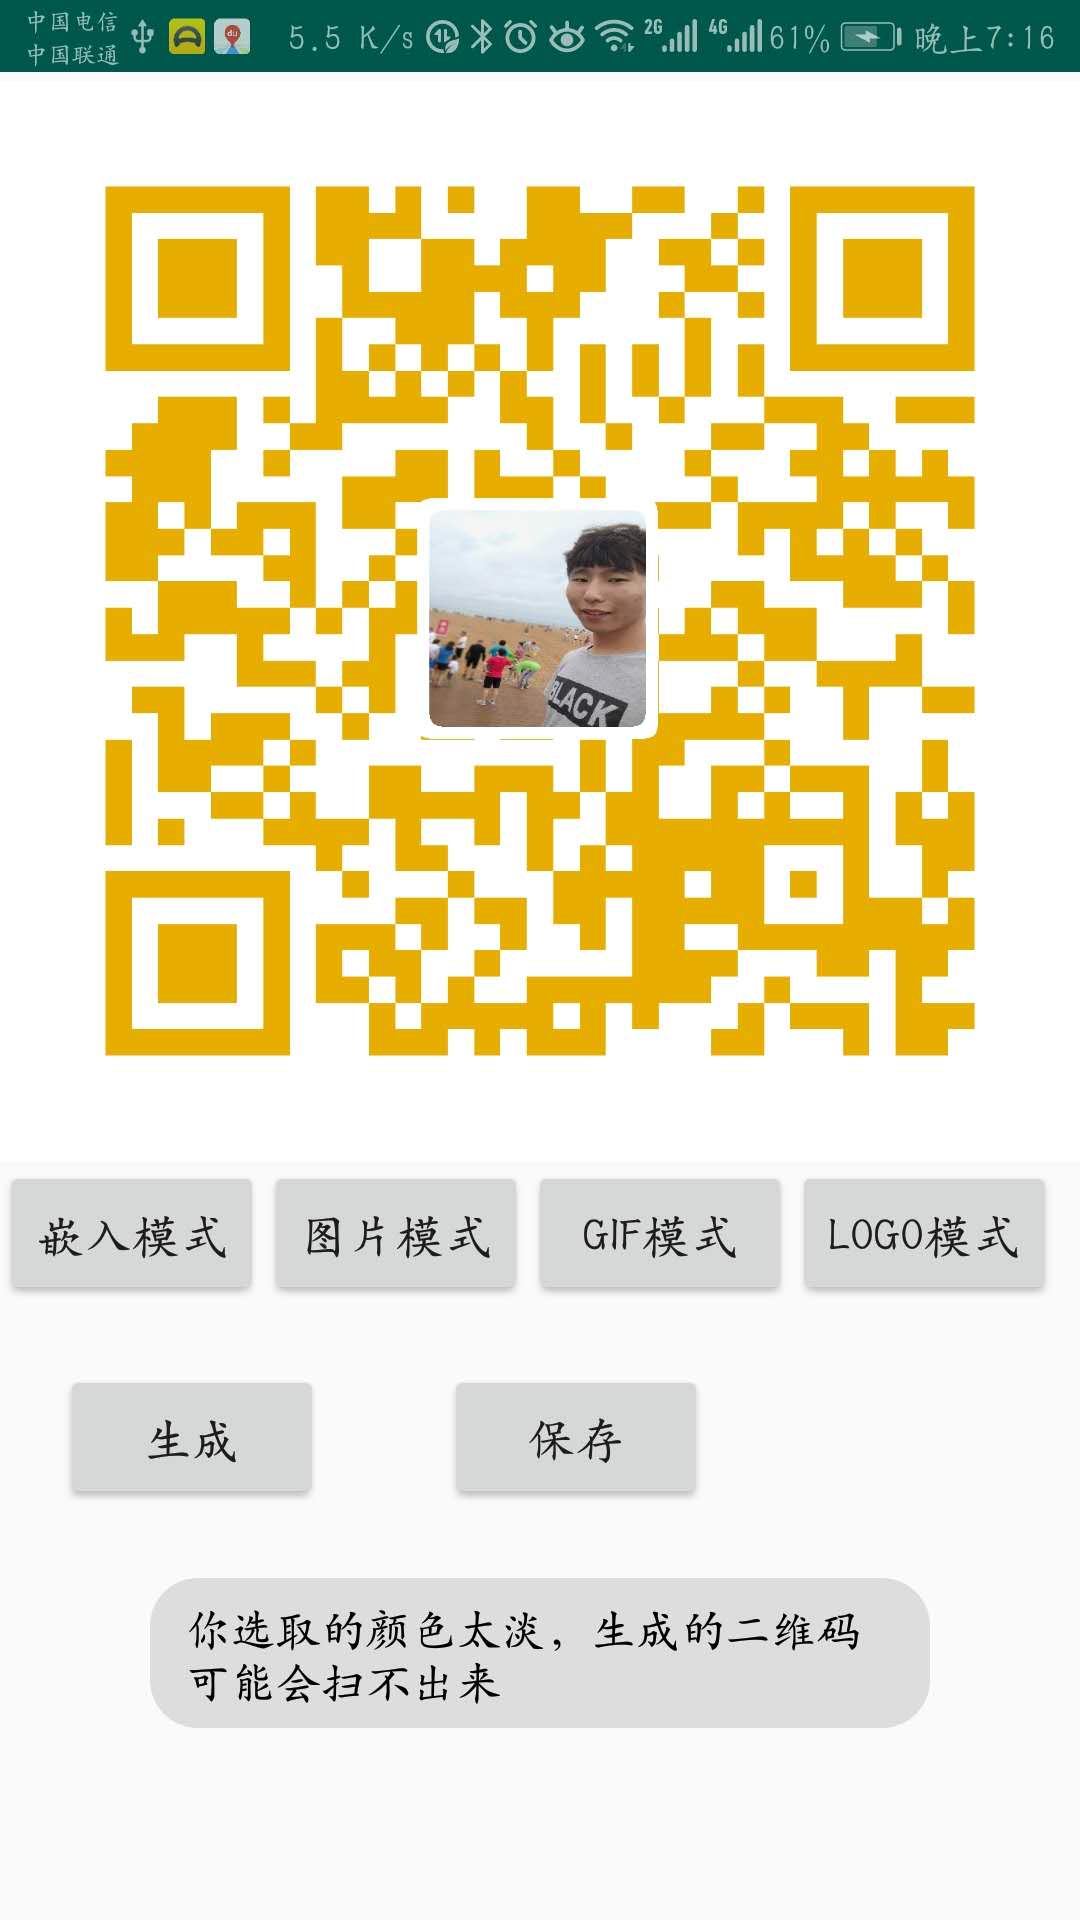 中国电信
中国联通
5.5 K/s
2G
4G
61%
晚上7:16
BLACK
嵌入模式
图片模式
GIF模式
LOGO模式
生成
保存
你选取的颜色太淡，生成的二维码
可能会扫不出来